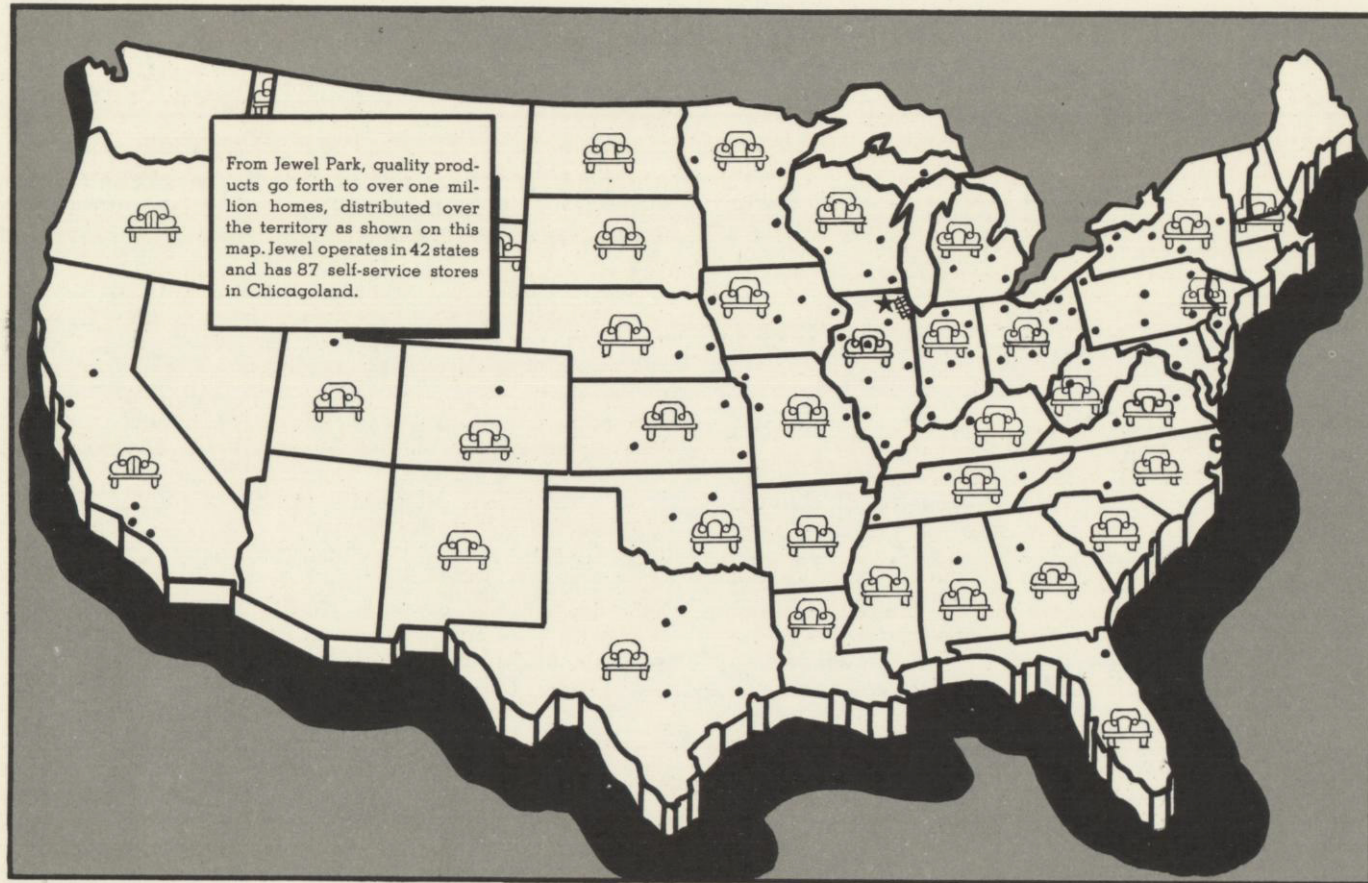 From Jewel Park, quality prod-
ucts go forth to over one mil-
lion homes, distributed over
the territory as shown on this
map. Jewel operates in 42 states
and has 87 self-service stores
in Chicagoland.